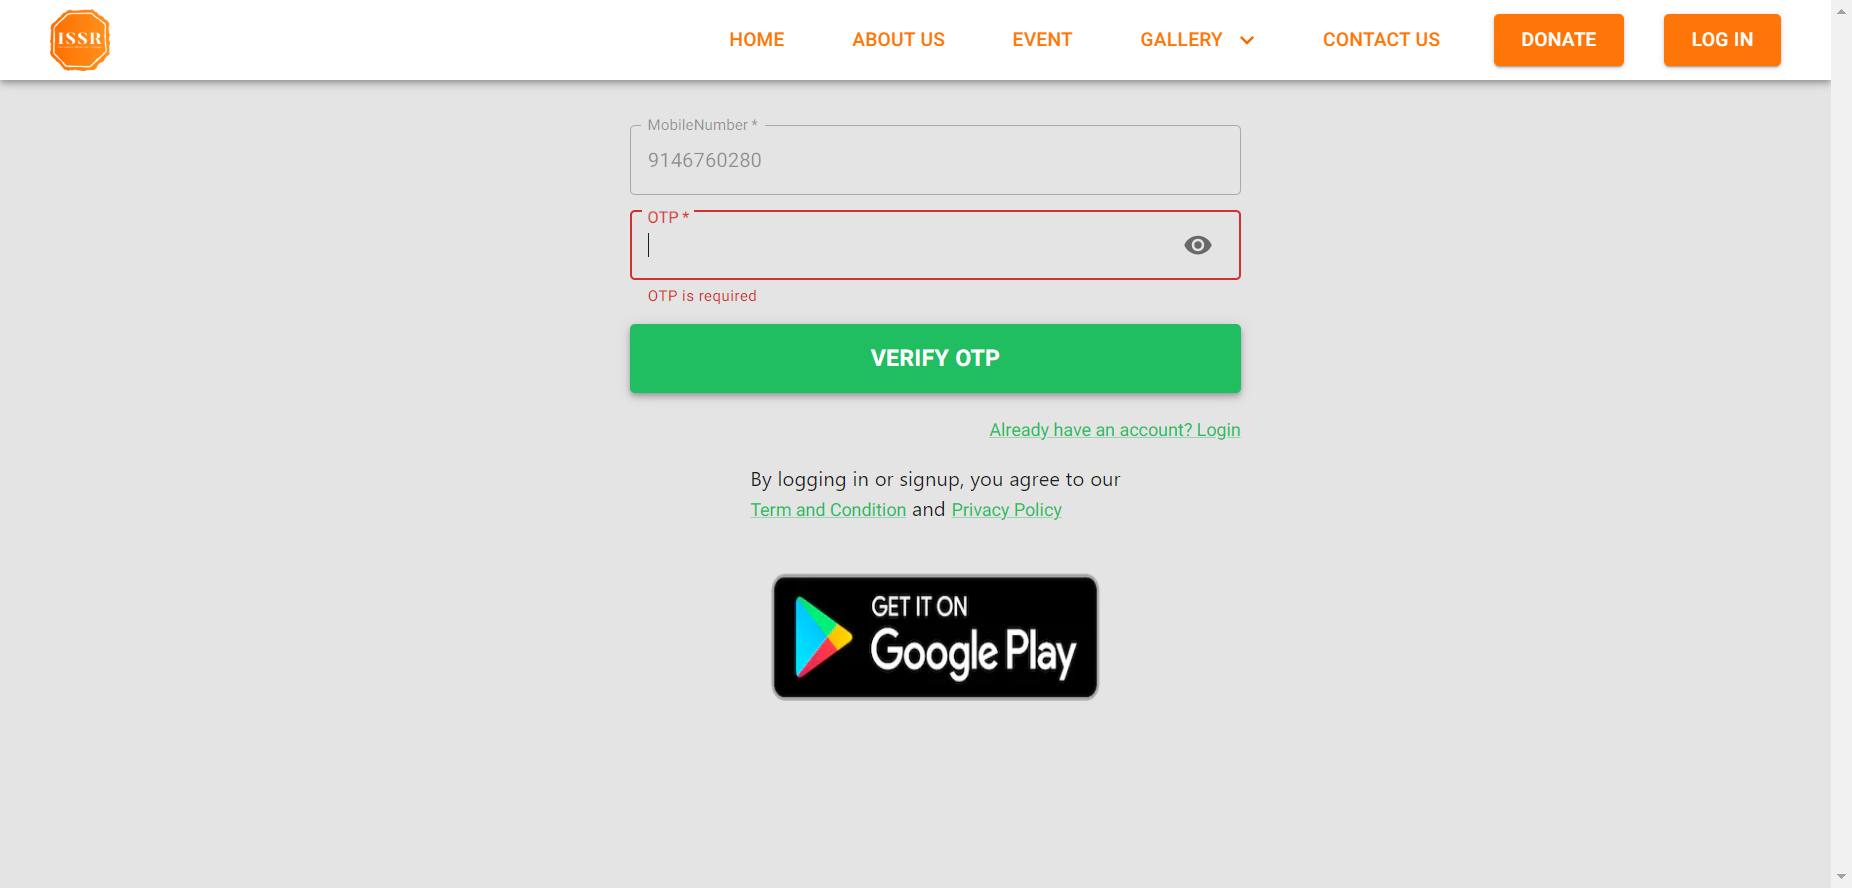 ISSR
HOME ABOUT US EVENT GALLERY CONTACT US DONATE LOG IN
MobileNumber *
9146760280
OTP *
OTP is required
VERIFY OTP
Already have an account? Login
By logging in or signup, you agree to our
Term and Condition and Privacy Policy
GET IT ON
Google Play